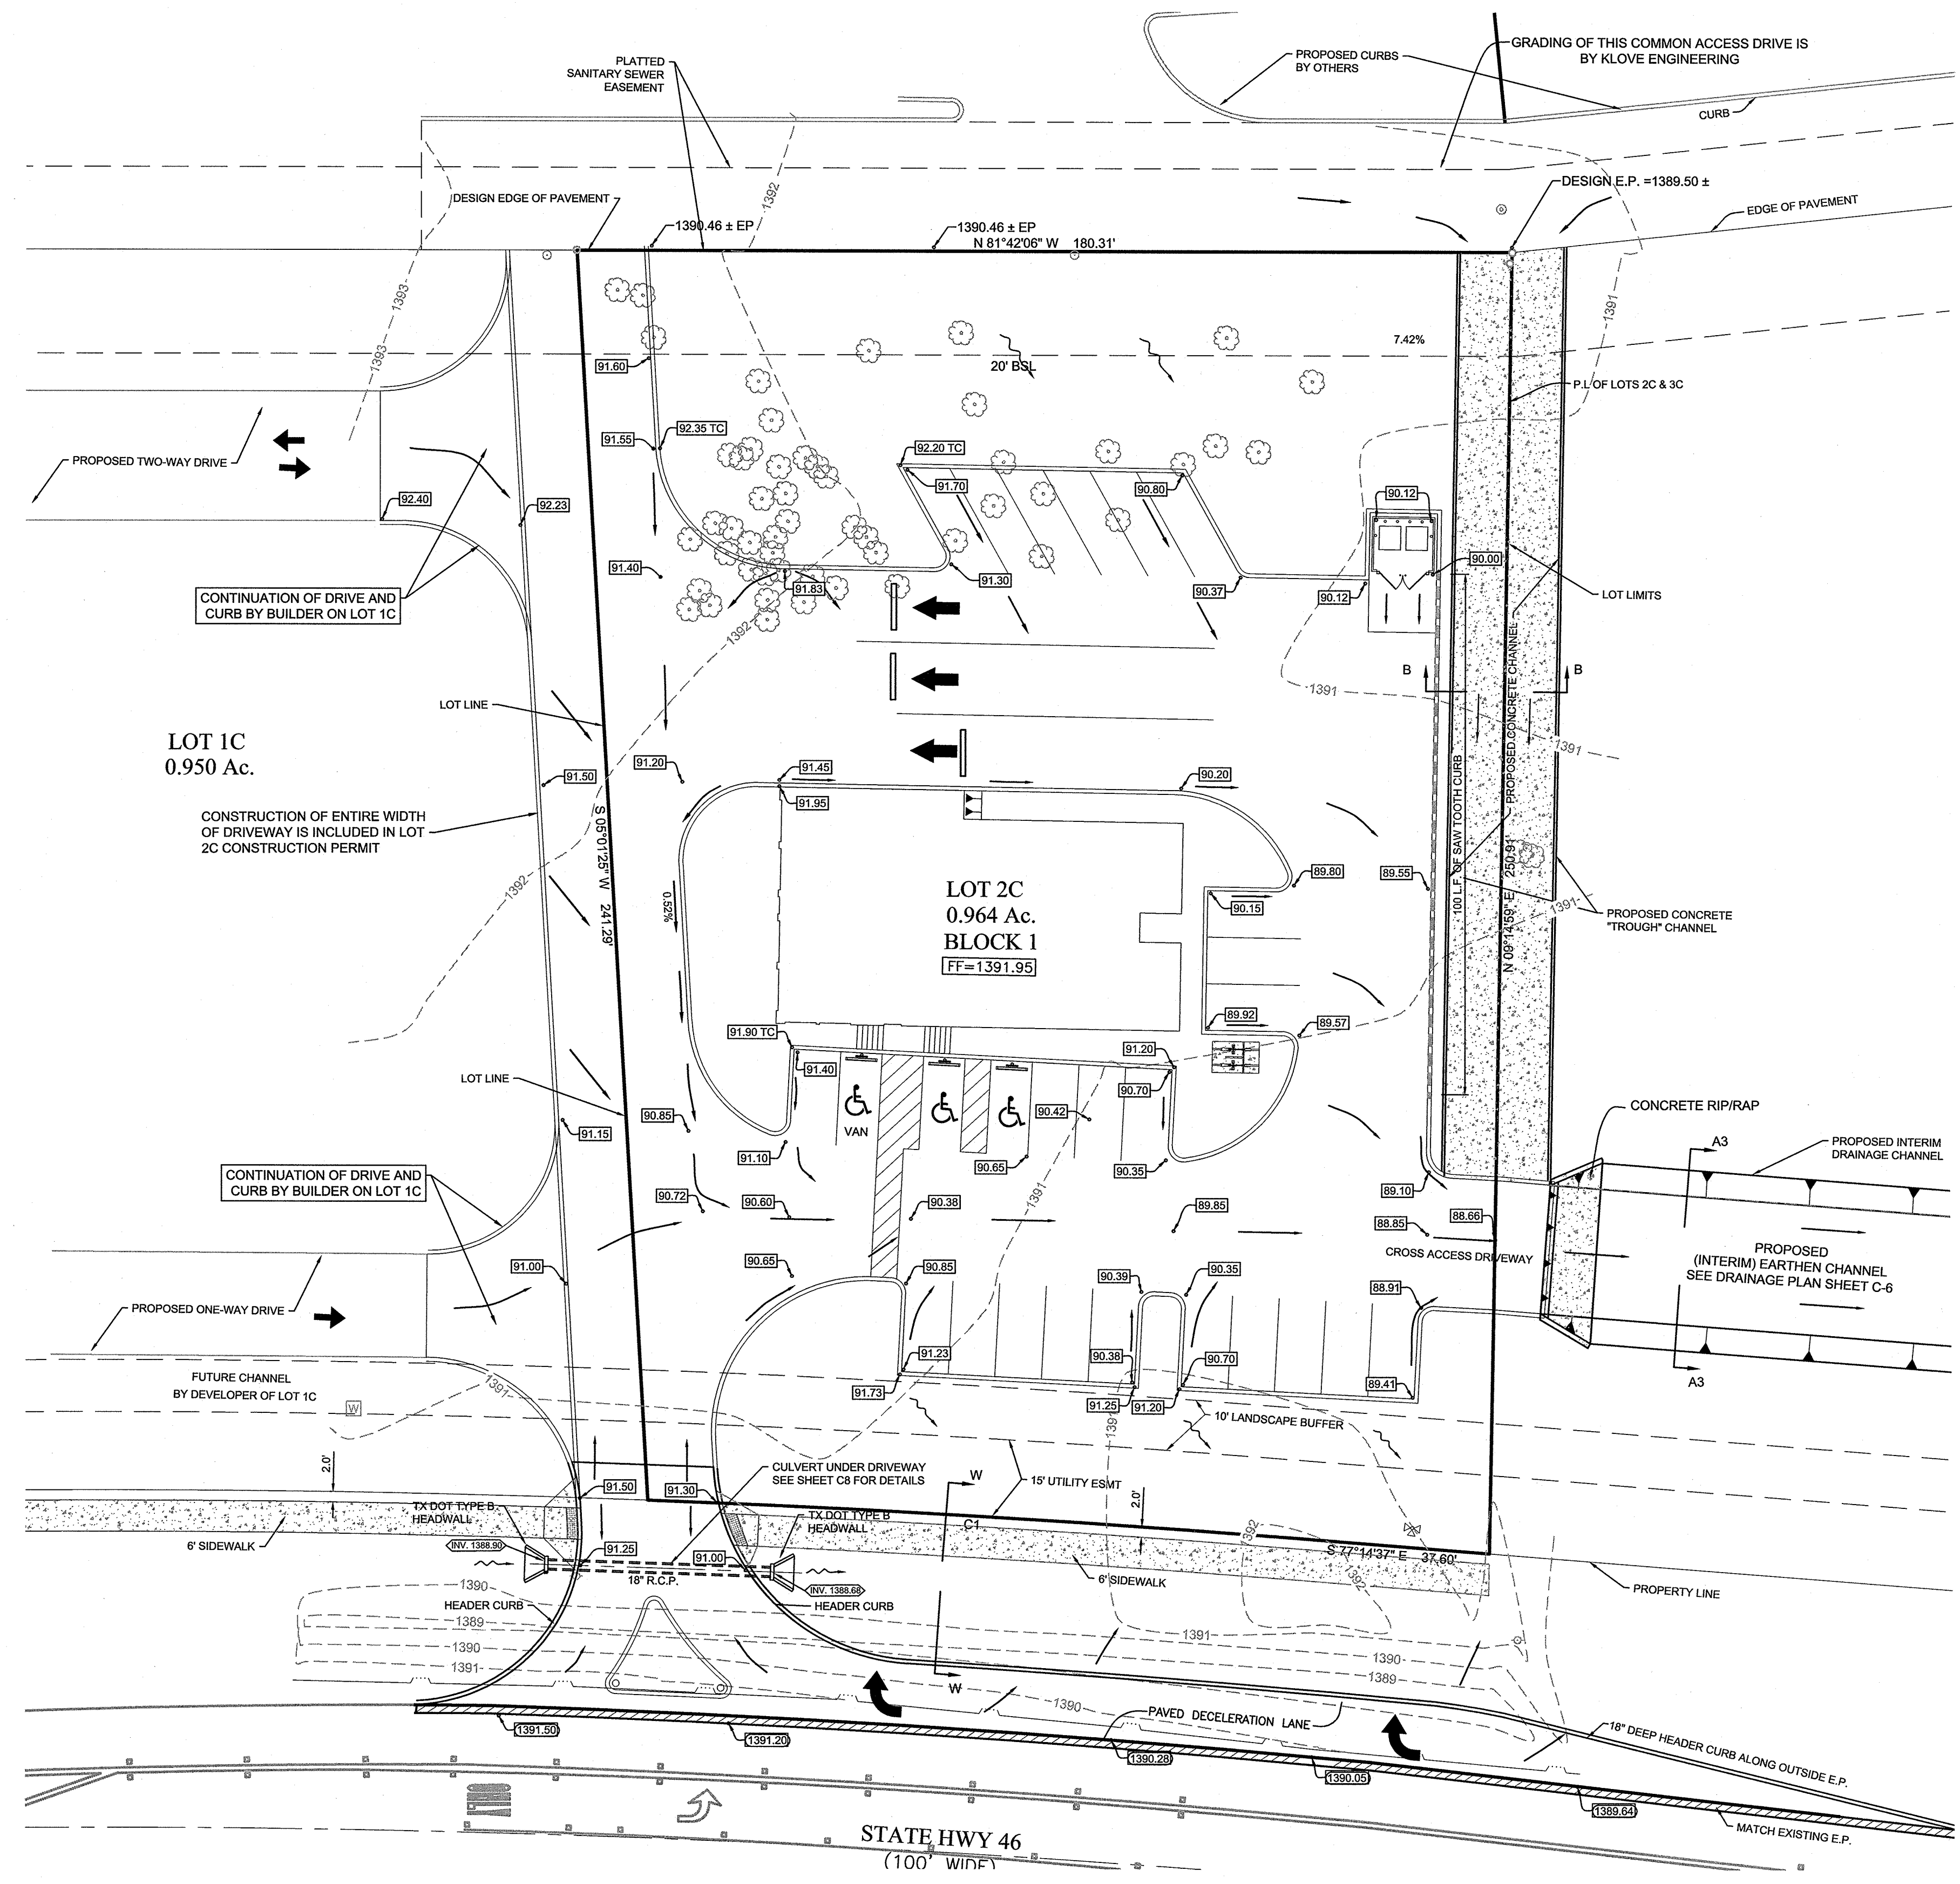 PLATTED
SANITARY SEWER
EASEMENT
PROPOSED CURBS
BY OTHERS
GRADING OF THIS COMMON ACCESS DRIVE IS
BY KLOVE ENGINEERING
CURB
1392
DESIGN EDGE OF PAVEMENT
1390.46 ± EP
1390.46 ± EP
N 81°42'06" W 180.31'
DESIGN E.P. =1389.50 ±
EDGE OF PAVEMENT
1393
1393
1391
7.42%
20' BSL
91.60
P.L OF LOTS 2C & 3C
PROPOSED TWO-WAY DRIVE
91.55
92.35 TC
92.20 TC
91.70
90.80
90.12
92.40
92.23
91.40
91.83
91.30
90.37
90.12
90.00
LOT LIMITS
CONTINUATION OF DRIVE AND
CURB BY BUILDER ON LOT 1C
1392
B
B
1391
LOT LINE
LOT 1C
0.950 Ac.
91.50
91.20
91.45
91.95
90.20
1391
PROPOSED CONCRETE CHANNEL
100 L.F. OF SAW TOOTH CURB
N 09°14'59" E 250.91'
S 05°01'25" W 241.29'
CONSTRUCTION OF ENTIRE WIDTH
OF DRIVEWAY IS INCLUDED IN LOT
2C CONSTRUCTION PERMIT
1392
0.52%
LOT 2C
0.964 Ac.
BLOCK 1
FF=1391.95
89.80
89.55
90.15
1391
PROPOSED CONCRETE
"TROUGH" CHANNEL
91.90 TC
91.40
89.92
89.57
91.20
90.70
LOT LINE
90.85
91.15
VAN
90.42
91.10
90.65
90.35
CONCRETE RIP/RAP
A3
PROPOSED INTERIM
DRAINAGE CHANNEL
CONTINUATION OF DRIVE AND
CURB BY BUILDER ON LOT 1C
90.72
90.60
90.38
1391
89.85
89.10
88.66
88.85
CROSS ACCESS DRIVEWAY
PROPOSED
(INTERIM) EARTHEN CHANNEL
SEE DRAINAGE PLAN SHEET C-6
91.00
90.65
90.85
90.39
90.35
88.91
PROPOSED ONE-WAY DRIVE
91.23
90.38
90.70
89.41
91.73
91.25
91.20
A3
FUTURE CHANNEL
BY DEVELOPER OF LOT 1C
1391
W
1391
10' LANDSCAPE BUFFER
2.0'
CULVERT UNDER DRIVEWAY
SEE SHEET C8 FOR DETAILS
W
15' UTILITY ESMT
91.50
91.30
2.0'
TX DOT TYPE B
HEADWALL
TX DOT TYPE B
HEADWALL
C1
1392
6' SIDEWALK
INV. 1388.90
91.25
91.00
S 77°14'37" E 37.60'
18" R.C.P.
INV. 1388.68
6' SIDEWALK
1392
PROPERTY LINE
1390
HEADER CURB
HEADER CURB
1389
1390
1391
1391
1390
1389
W
1390
PAVED DECELERATION LANE
1391.50
1391.20
1390.28
1390.05
1389.64
18" DEEP HEADER CURB ALONG OUTSIDE E.P.
MATCH EXISTING E.P.
STATE HWY 46
(100' WIDE)